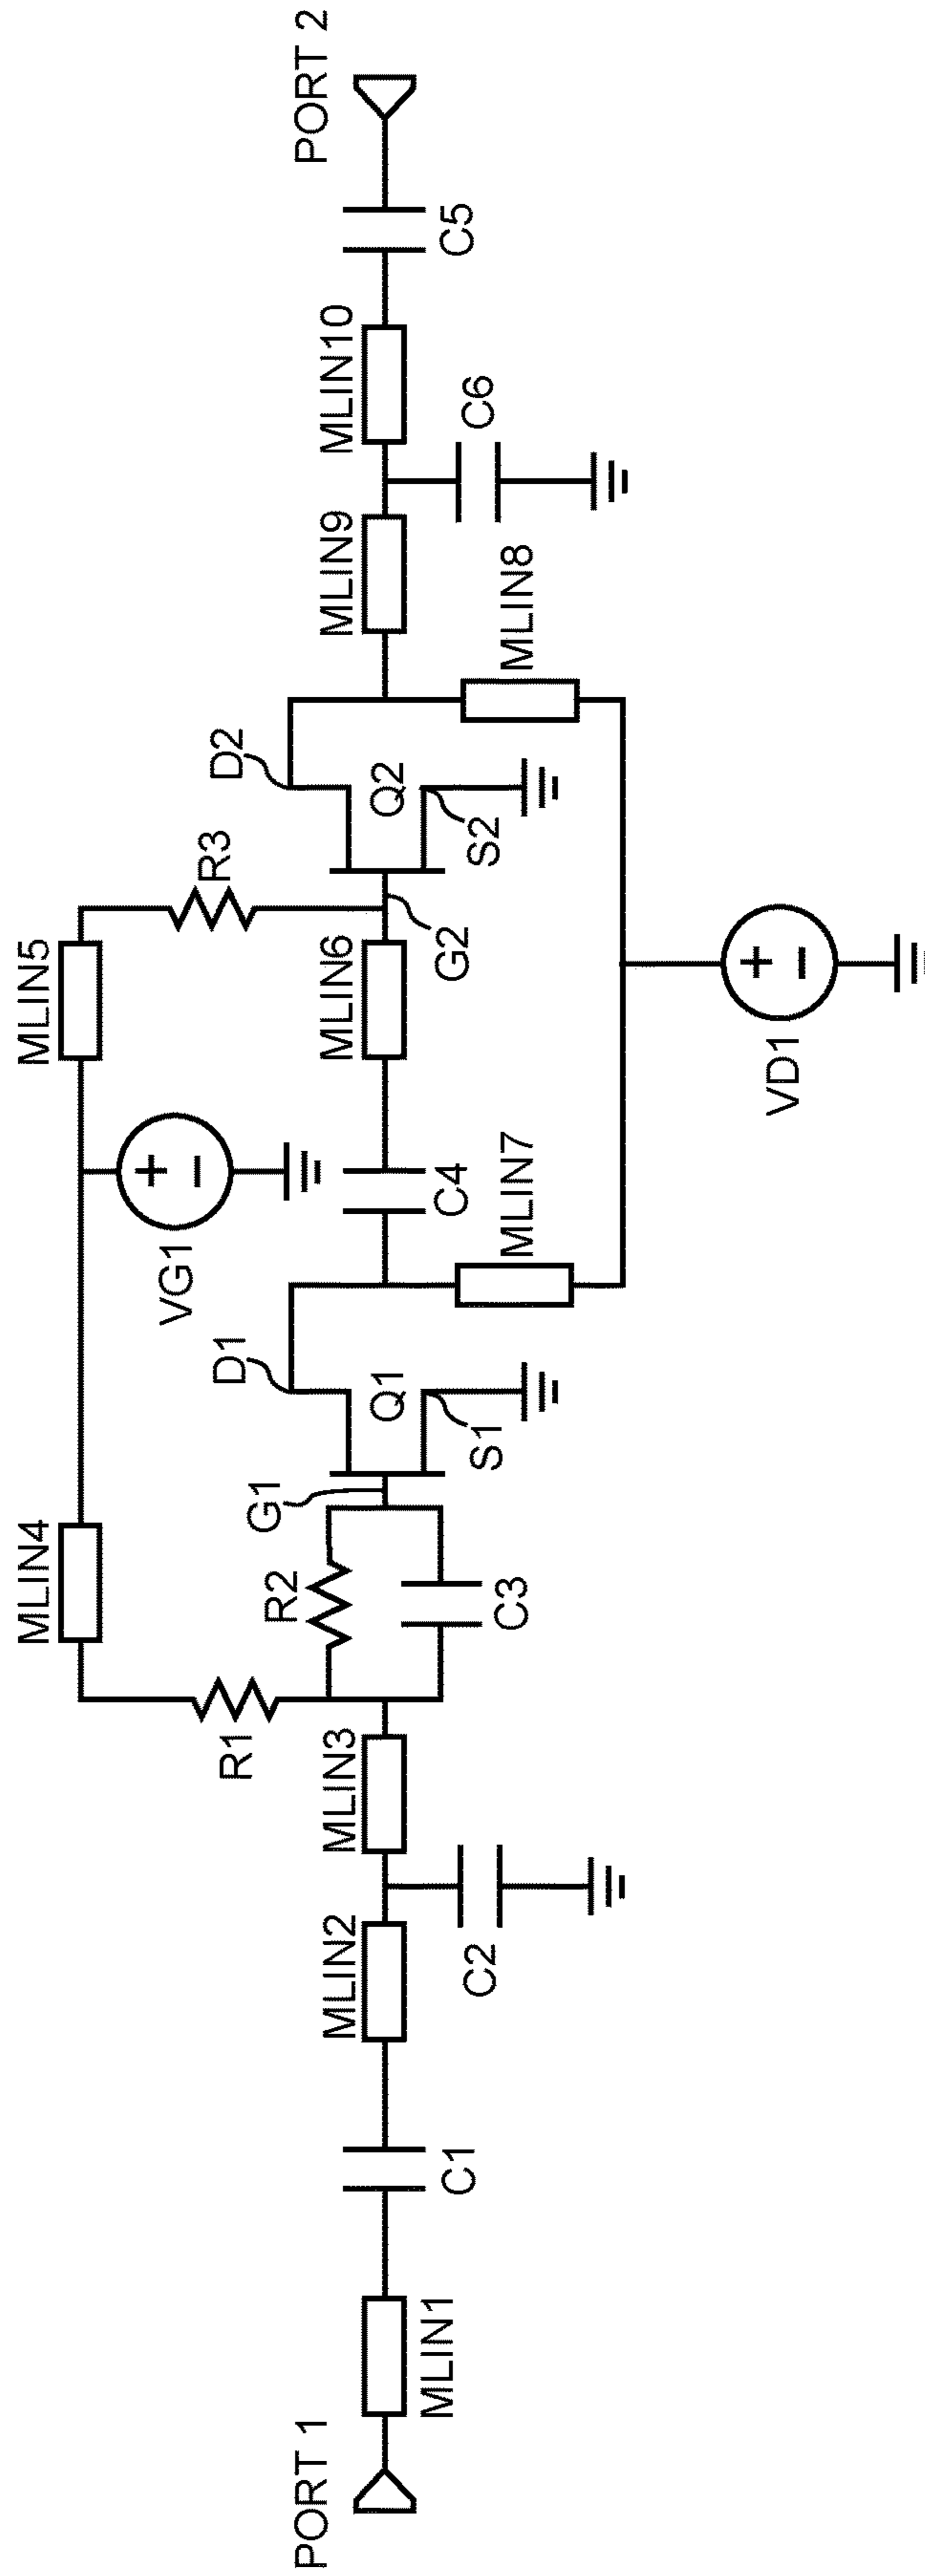 PORT 1
MLIN1
C1
MLIN2
C2
MLIN3
R1
MLIN4
R2
C3
G1
Q1
D1
S1
VG1
+
−
MLIN7
C4
MLIN6
MLIN5
R3
G2
Q2
D2
S2
VD1
+
−
MLIN8
MLIN9
C6
MLIN10
C5
PORT 2